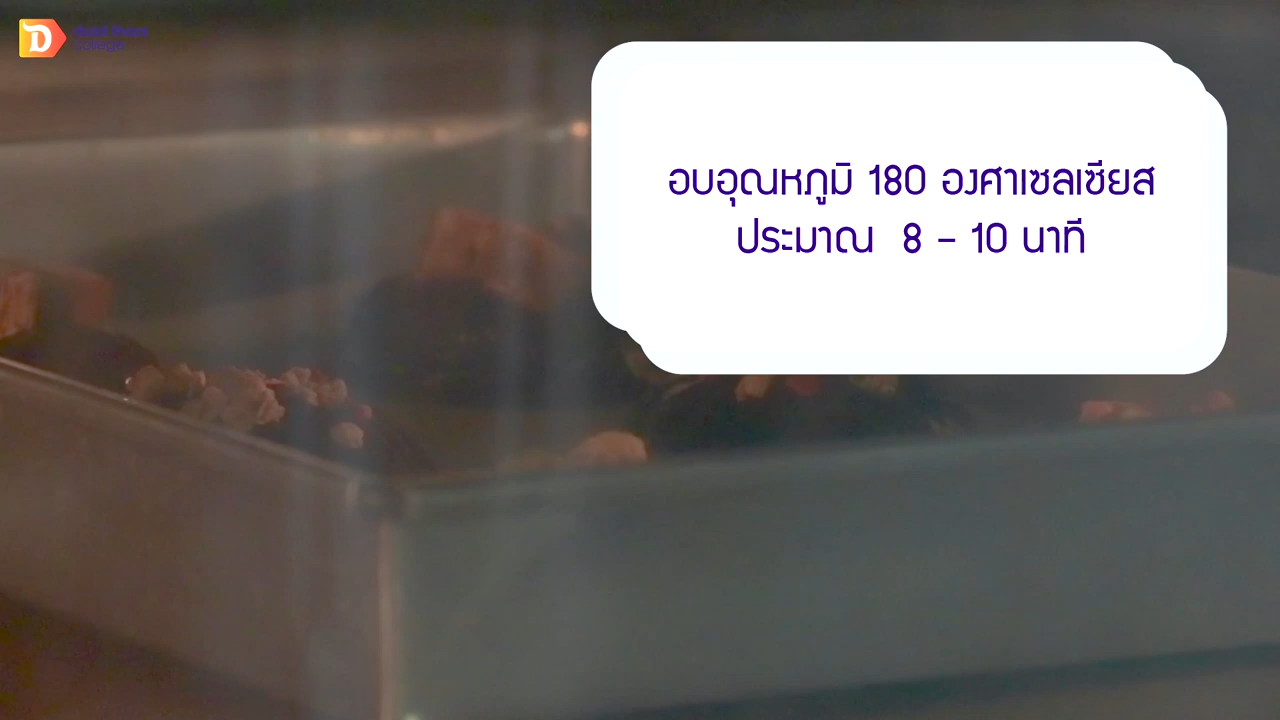 D
college
อบอุณหภูมิ 180 องศาเซลเซียส
ประมาณ 8 - 10 นาที